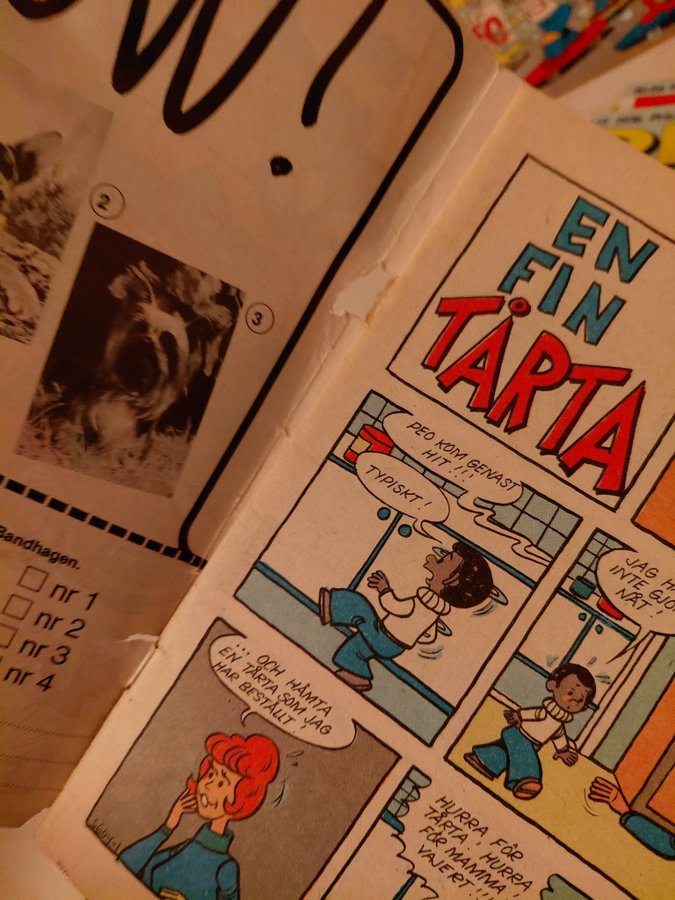 W!
2
3
Bandhagen.
nr 1
nr 2
nr 3
nr 4
EN
FIN
TÅRTA
PEO KOM GENAST
HIT!!!
TYPISKT!
JAG HA
INTE GJO
NÅT!
... OCH HÄMTA
EN TÅRTA SOM JAG
HAR BESTÄLLT!
HURRA, FÖR
TÅRTA! HURRA,
FÖR MAMMA,
VAJERT!!!